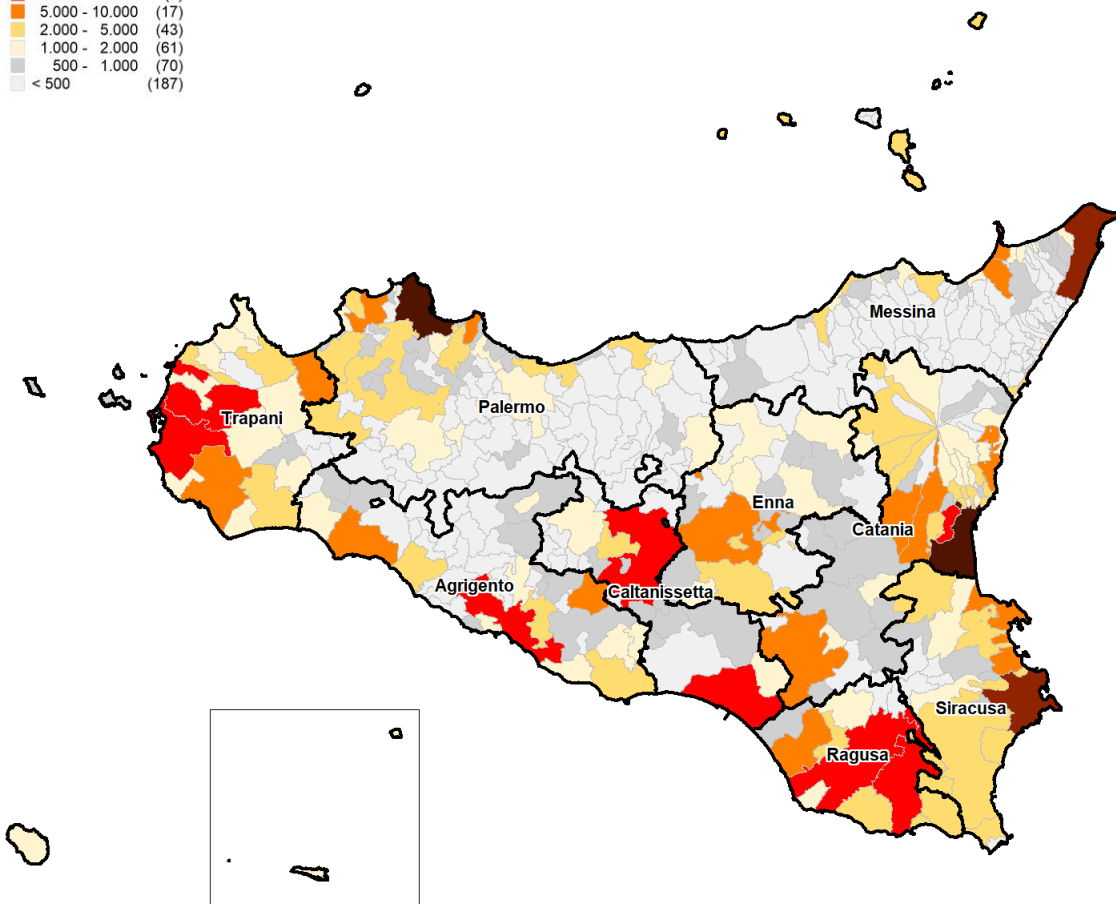 5.000 - 10.000 (17)
2.000 - 5.000 (43)
1.000 - 2.000 (61)
500 - 1.000 (70)
< 500 (187)
Messina
Palermo
Trapani
Enna
Catania
Agrigento
Caltanissetta
Siracusa
Ragusa